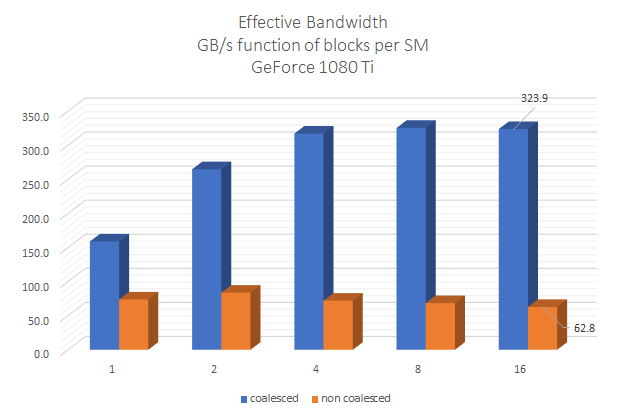 Effective Bandwidth
GB/s function of blocks per SM
GeForce 1080 Ti
323.9
350.0
300.0
250.0
200.0
150.0
100.0
50.0
0.0
62.8
1 2 4 8 16
coalesced non coalesced